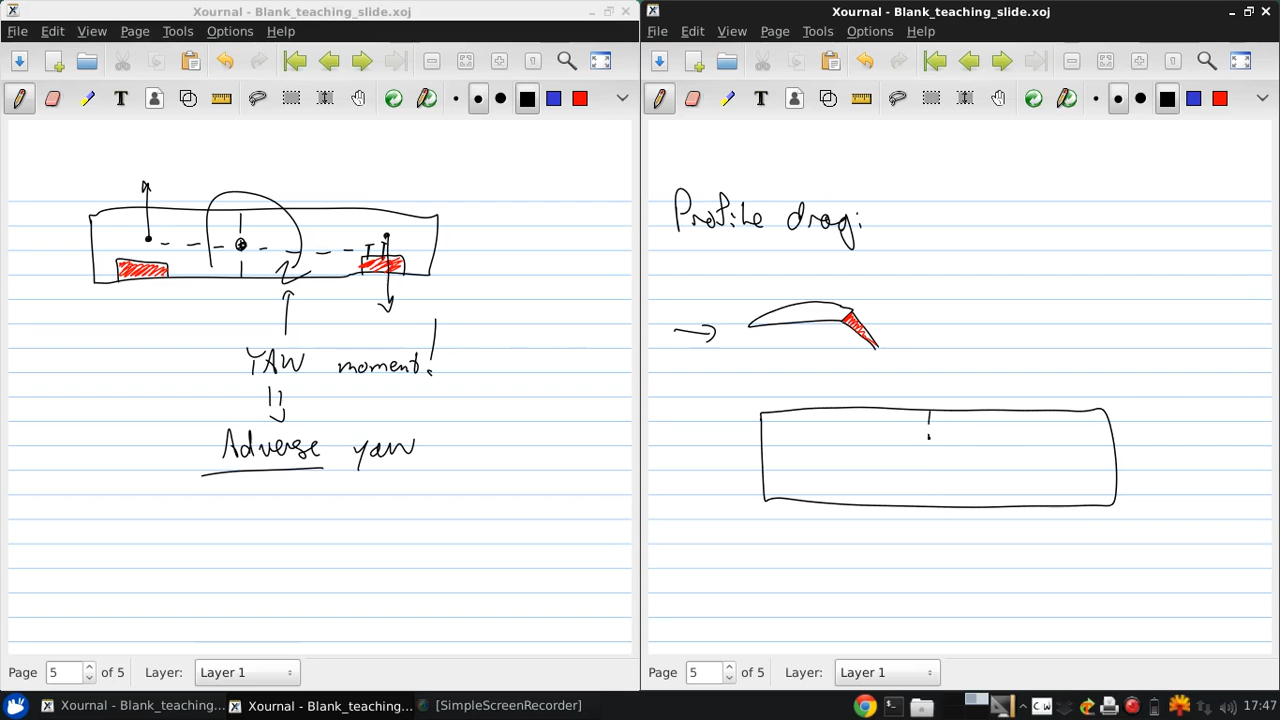 Xournal - Blank_teaching_slide.xoj
File Edit View Page Tools Options Help
YAW moment!
Adverse yaw
Page 5 of 5 Layer: Layer 1
Xournal - Blank_teaching_slide.xoj
File Edit View Page Tools Options Help
Profile drag:
Page 5 of 5 Layer: Layer 1
Xournal - Blank_teaching_... Xournal - Blank_teaching_... [SimpleScreenRecorder] 17:47